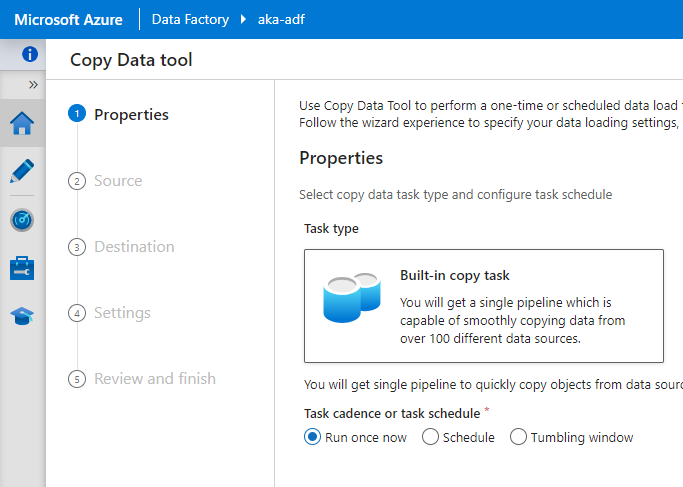 Microsoft Azure
Data Factory
aka-adf
Copy Data tool
1 Properties
2 Source
3 Destination
4 Settings
5 Review and finish
Use Copy Data Tool to perform a one-time or scheduled data load
Follow the wizard experience to specify your data loading settings,
Properties
Select copy data task type and configure task schedule
Task type
Built-in copy task
You will get a single pipeline which is
capable of smoothly copying data from
over 100 different data sources.
You will get single pipeline to quickly copy objects from data
Task cadence or task schedule *
Run once now
Schedule
Tumbling window